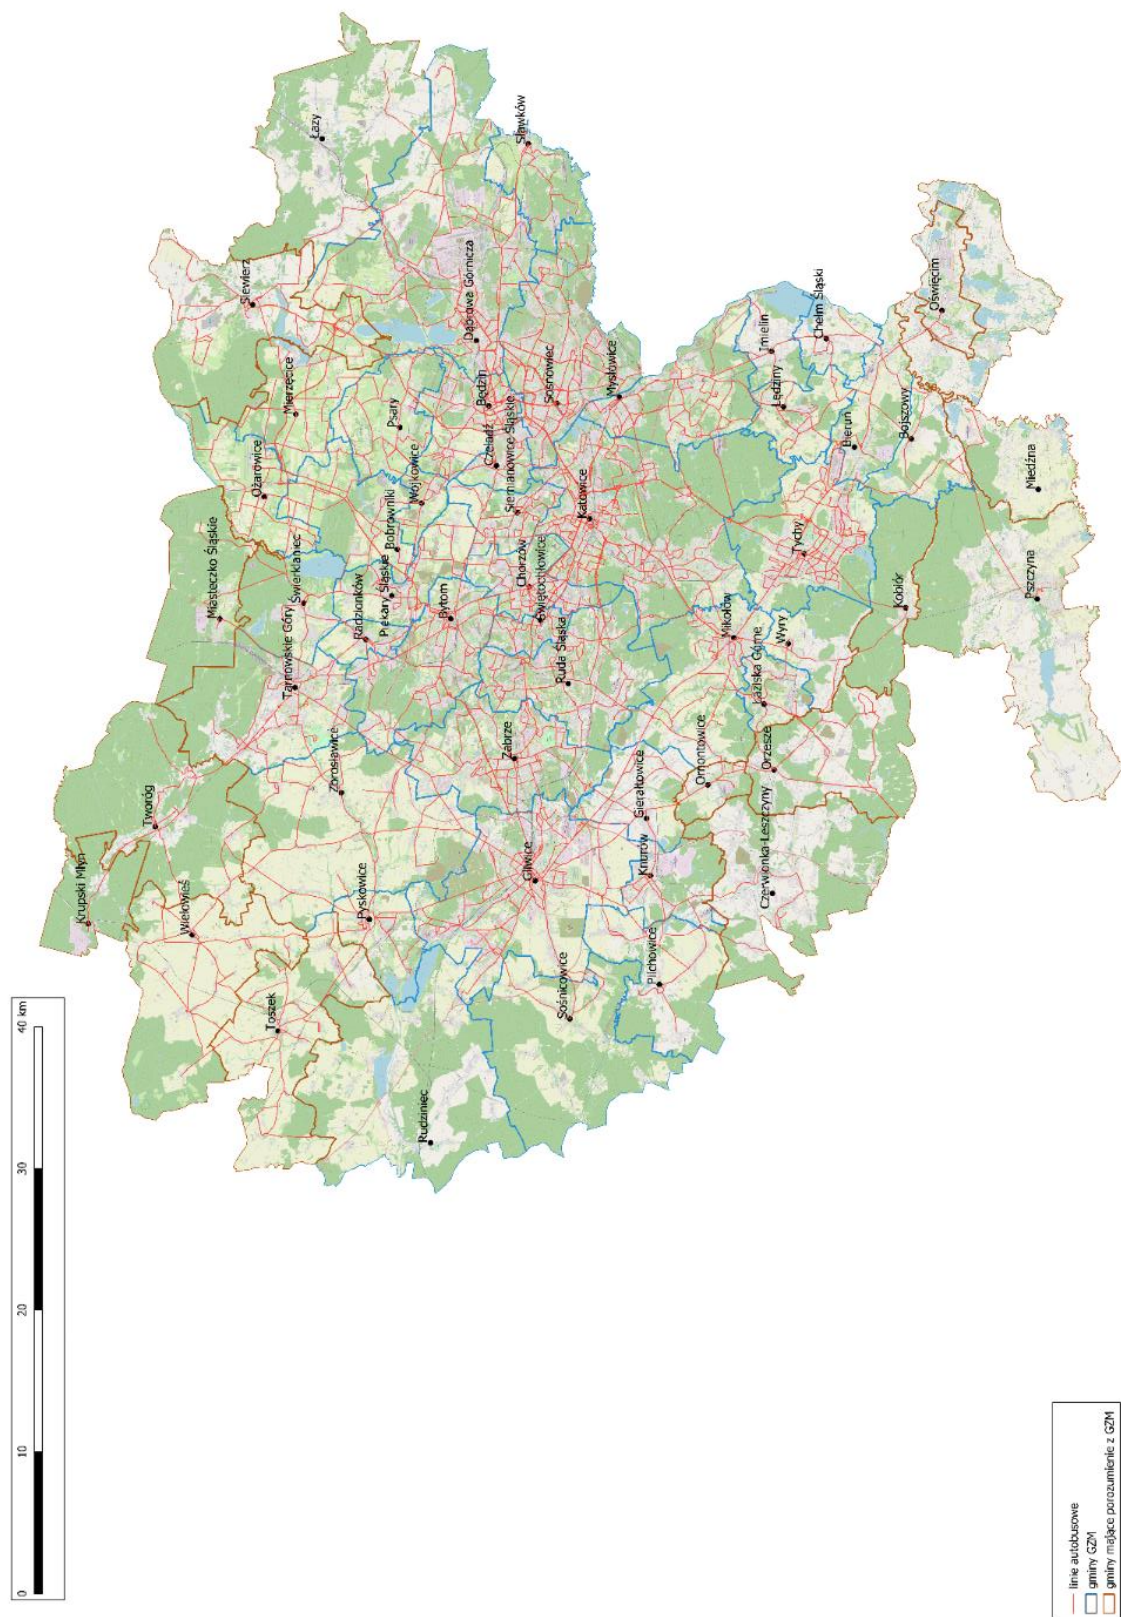 Krupski Młyn
Tworóg
Miasteczko Śląskie
Wielowieś
Siewierz
Łazy
Ożarowice
Mierzęcice
Toszek
Tarnowskie Góry
Świerklaniec
Zbrosławice
Pyskowice
Radzionków
Piekary Śląskie
Bobrowniki
Wojkowice
Psary
Rudziniec
Bytom
Dąbrowa Górnicza
Będzin
Czeladź
Siemianowice Śląskie
Sławków
Zabrze
Gliwice
Chorzów
Świętochłowice
Ruda Śląska
Sosnowiec
Sośnicowice
Katowice
Mysłowice
Gierałtowice
Knurów
Pilchowice
Ornontowice
Mikołów
Łaziska Górne
Wyry
Orzesze
Czerwionka-Leszczyny
Tychy
Lędziny
Imielin
Chełm Śląski
Bieruń
Bojszowy
Kobiór
Oświęcim
Pszczyna
Miedźna
0 10 20 30 40 km
linie autobusowe
gminy GZM
gminy mające porozumienie z GZM